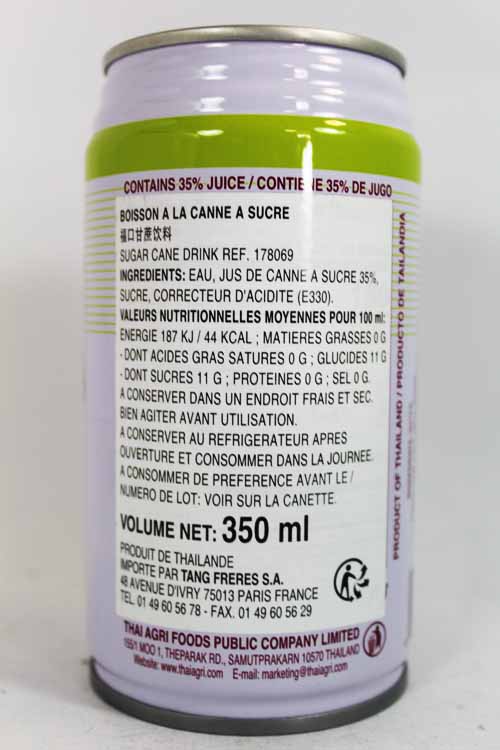 CONTAINS 35% JUICE / CONTIENE 35% DE JUGO
BOISSON A LA CANNE A SUCRE
福口甘蔗饮料
SUGAR CANE DRINK REF. 178069
INGREDIENTS: EAU, JUS DE CANNE A SUCRE 35%,
SUCRE, CORRECTEUR D'ACIDITE (E330).
VALEURS NUTRITIONNELLES MOYENNES POUR 100 ml:
ENERGIE 187 KJ / 44 KCAL ; MATIERES GRASSES 0 G
- DONT ACIDES GRAS SATURES 0 G ; GLUCIDES 11 G
- DONT SUCRES 11 G ; PROTEINES 0 G ; SEL 0 G.
A CONSERVER DANS UN ENDROIT FRAIS ET SEC.
BIEN AGITER AVANT UTILISATION.
A CONSERVER AU REFRIGERATEUR APRES
OUVERTURE ET CONSOMMER DANS LA JOURNEE.
A CONSOMMER DE PREFERENCE AVANT LE /
NUMERO DE LOT: VOIR SUR LA CANETTE.
VOLUME NET: 350 ml
PRODUIT DE THAILANDE
IMPORTE PAR TANG FRERES S.A.
48 AVENUE D'IVRY 75013 PARIS FRANCE
TEL. 01 49 60 56 78 - FAX. 01 49 60 56 29
THAI AGRI FOODS PUBLIC COMPANY LIMITED
155/1 MOO 1, THEPARAK RD., SAMUTPRAKARN 10570 THAILAND
Website: www.thaiagri.com E-mail: marketing@thaiagri.com
PRODUCT OF THAILAND / PRODUCTO DE TAILANDIA